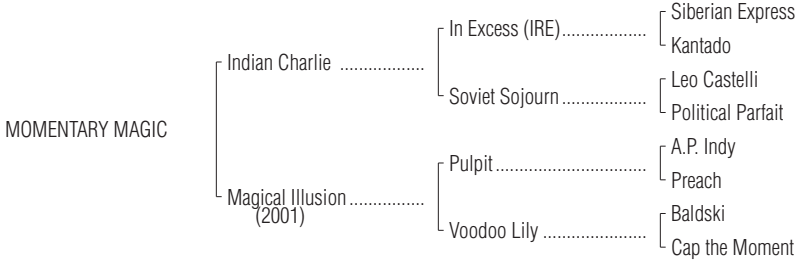 Siberian Express
In Excess (IRE)..................
Kantado
Indian Charlie ..................
Leo Castelli
Soviet Sojourn..................
Political Parfait
MOMENTARY MAGIC
A.P. Indy
Pulpit................................
Preach
Magical Illusion................
(2001)
Baldski
Voodoo Lily ......................
Cap the Moment